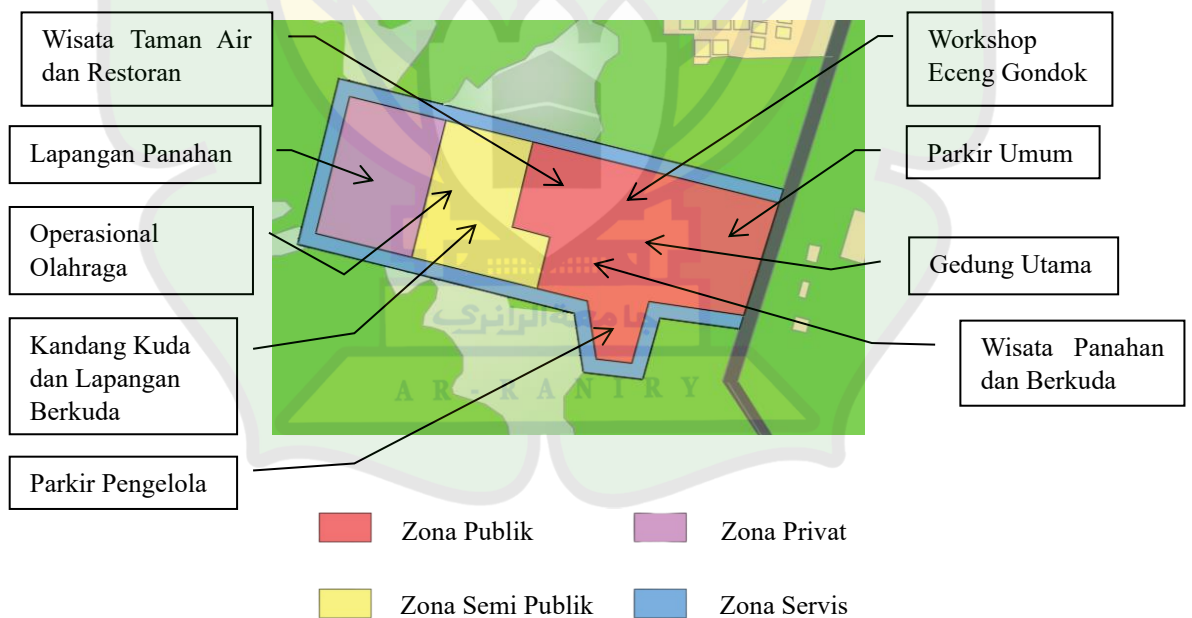 Wisata Taman Air
dan Restoran
Lapangan Panahan
Operasional
Olahraga
Kandang Kuda
dan Lapangan
Berkuda
Parkir Pengelola
Workshop
Eceng Gondok
Parkir Umum
Gedung Utama
Wisata Panahan
dan Berkuda
جامعة الرانري
AR-RANIRY
Zona Publik
Zona Privat
Zona Semi Publik
Zona Servis